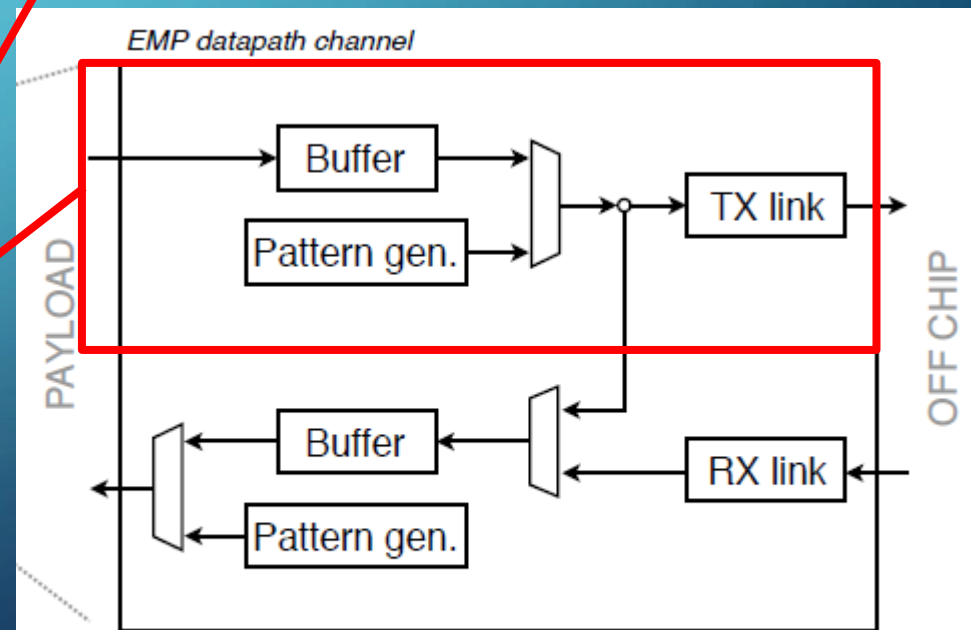 EMP datapath channel
Buffer
Pattern gen.
TX link
PAYLOAD
OFF CHIP
Buffer
Pattern gen.
RX link